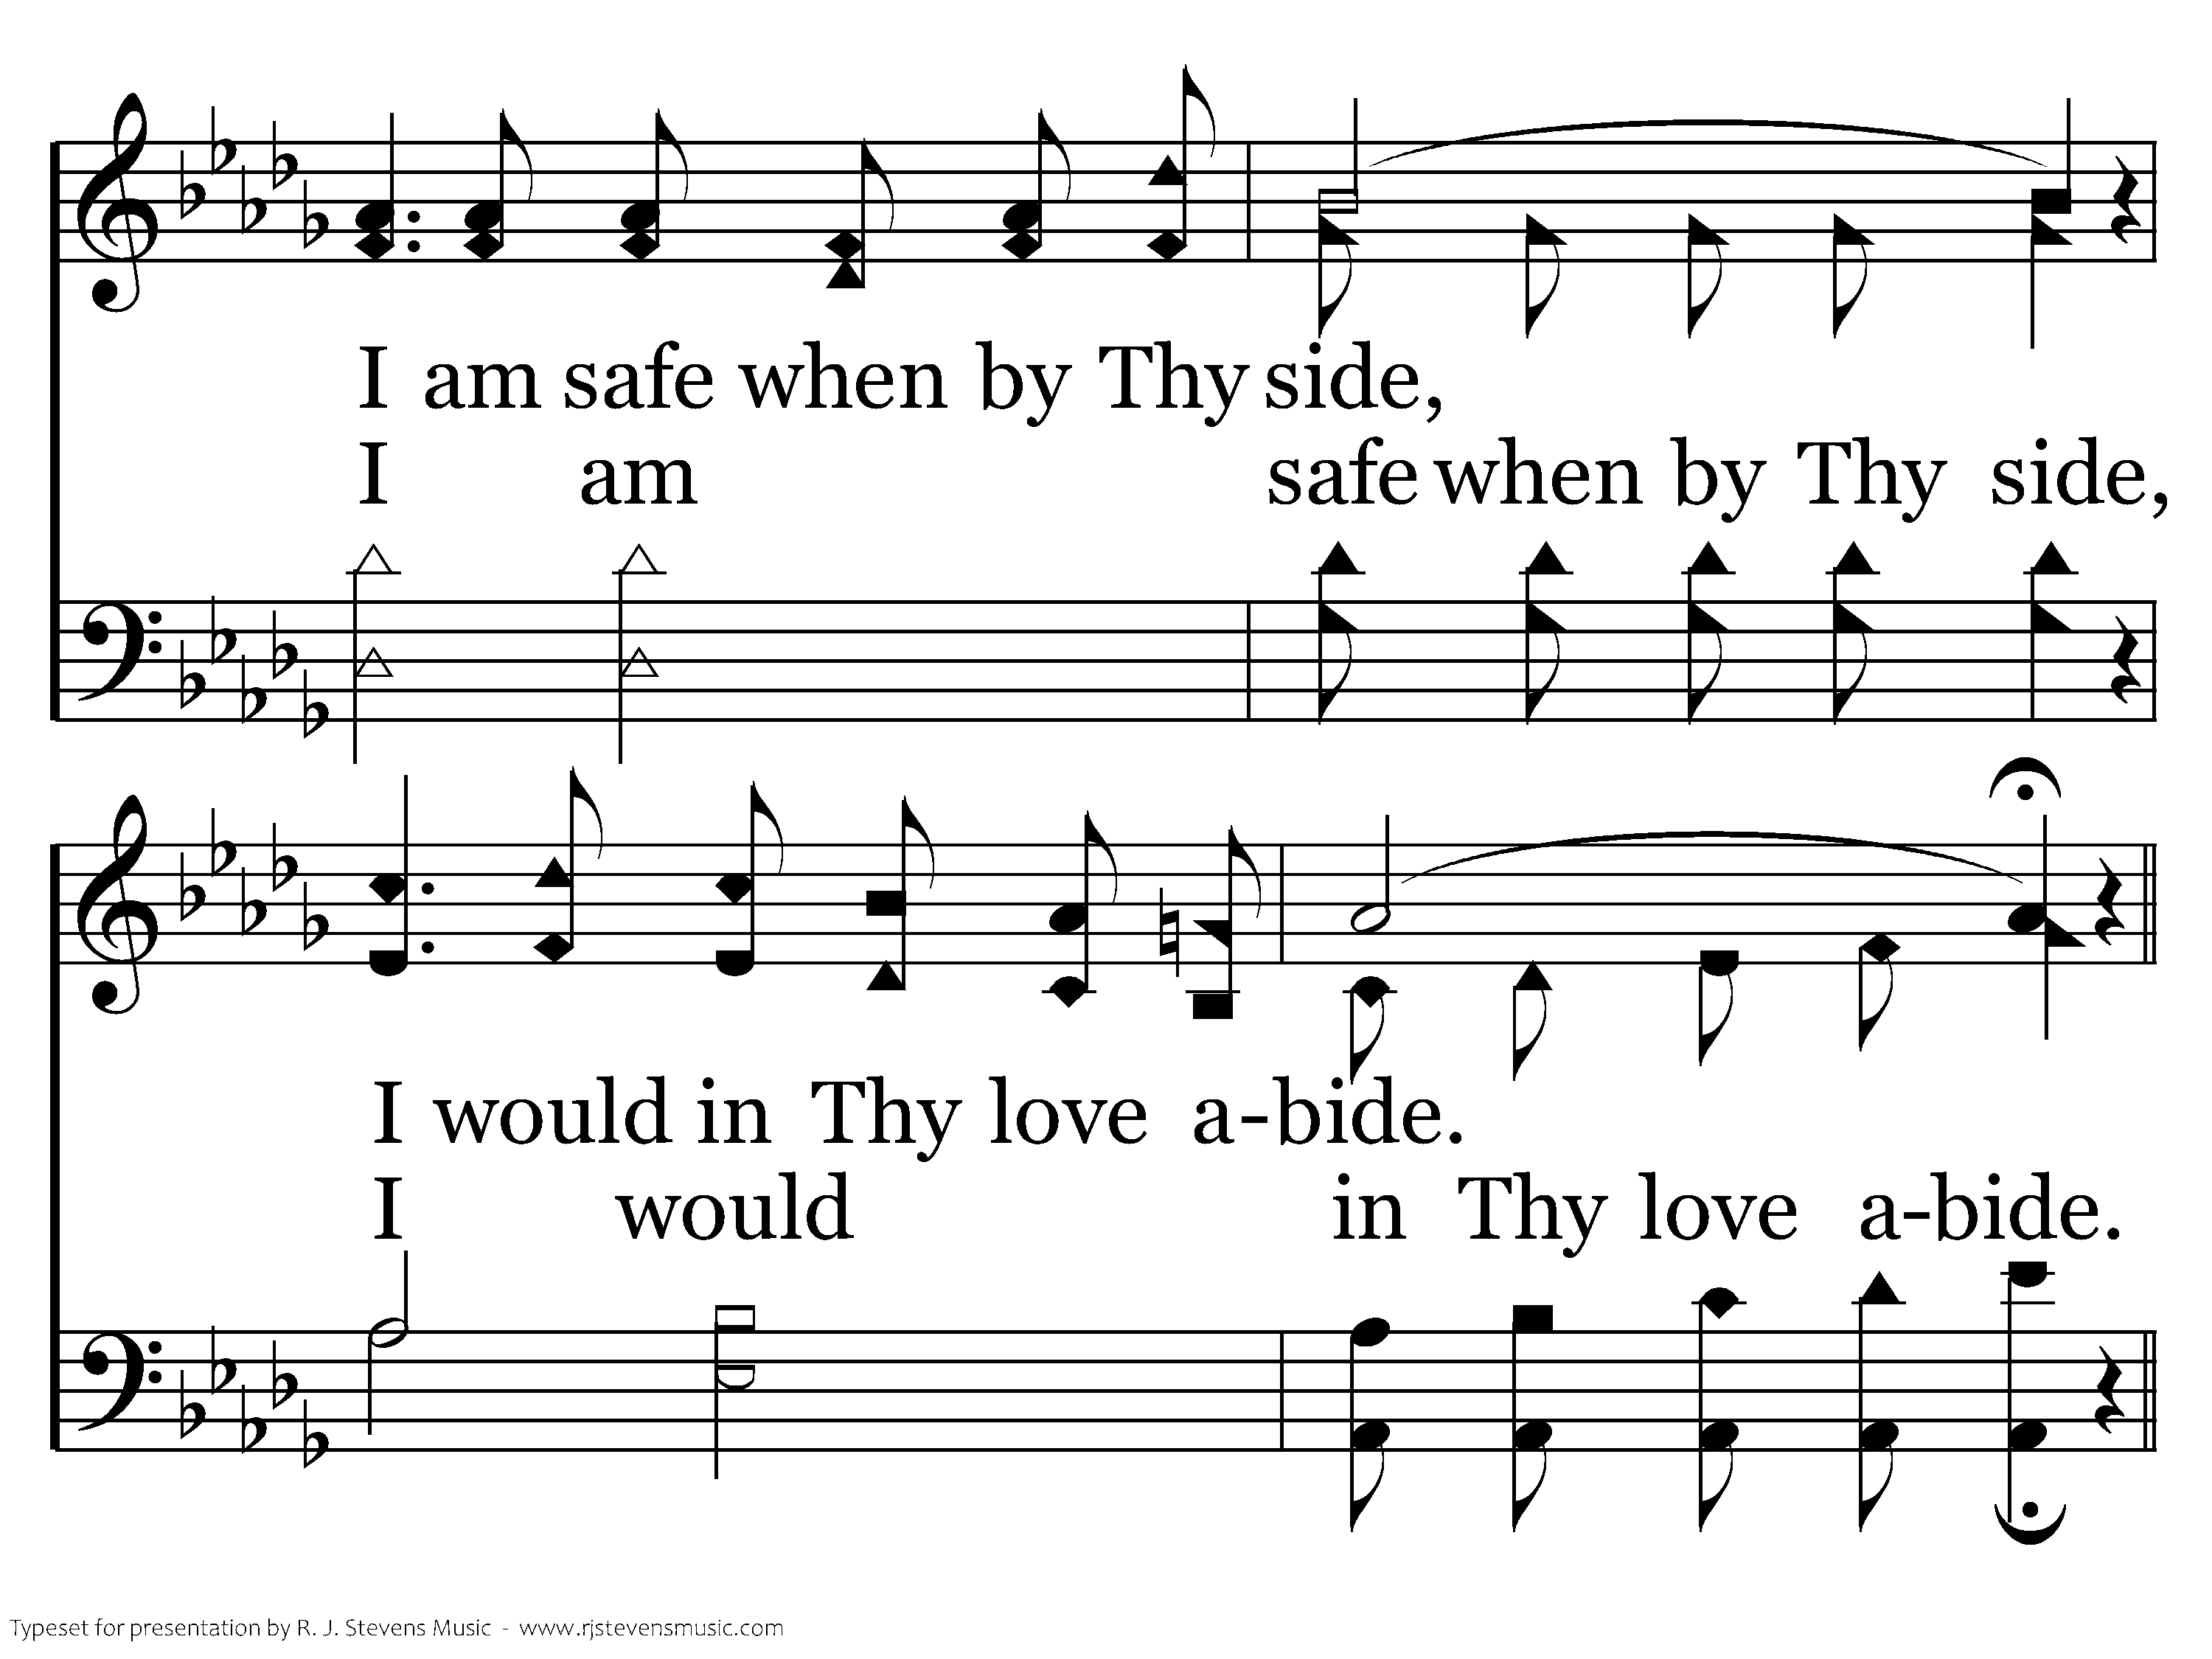 I am safe when by Thy side,
I am safe when by Thy side,
I would in Thy love a-bide.
I would in Thy love a-bide.
Typeset for presentation by R. J. Stevens Music - www.rjstevensmusic.com